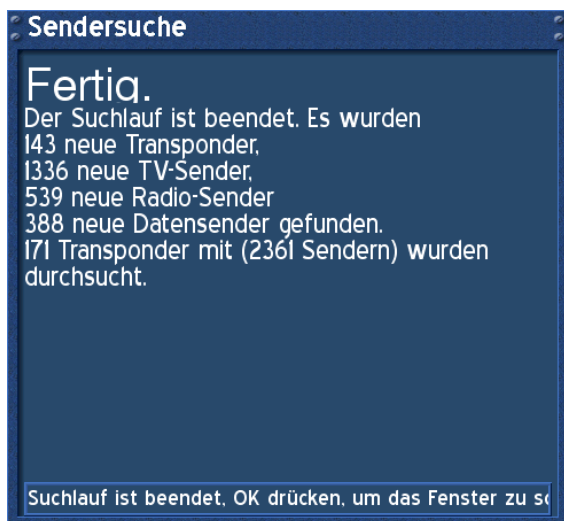 Sendersuche
Fertig.
Der Suchlauf ist beendet. Es wurden
143 neue Transponder,
1336 neue TV-Sender,
539 neue Radio-Sender
388 neue Datensender gefunden.
171 Transponder mit (2361 Sendern) wurden
durchsucht.
Suchlauf ist beendet, OK drücken, um das Fenster zu